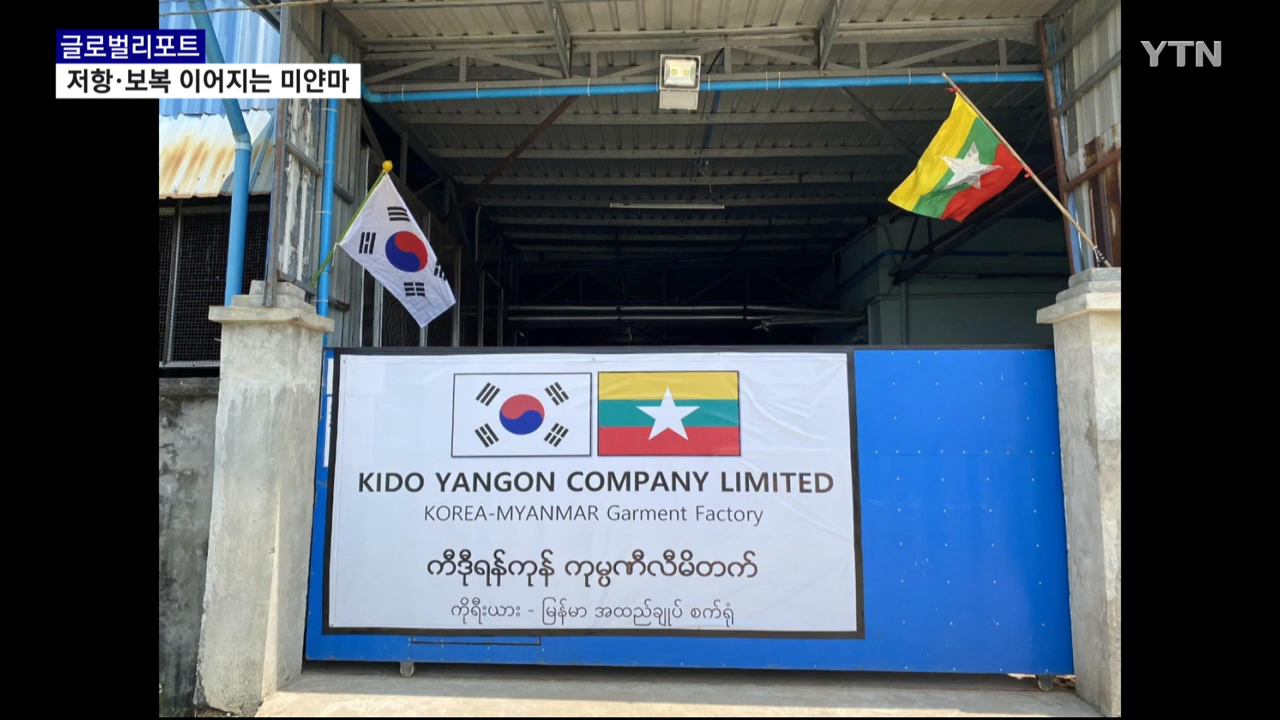 글로벌리포트
저항·보복 이어지는 미얀마
YTN
KIDO YANGON COMPANY LIMITED
KOREA-MYANMAR Garment Factory
ကီဒိုရန်ကုန် ကုမ္ပဏီလီမိတက်
ကိုရီးယား - မြန်မာ အထည်ချုပ် စက်ရုံ